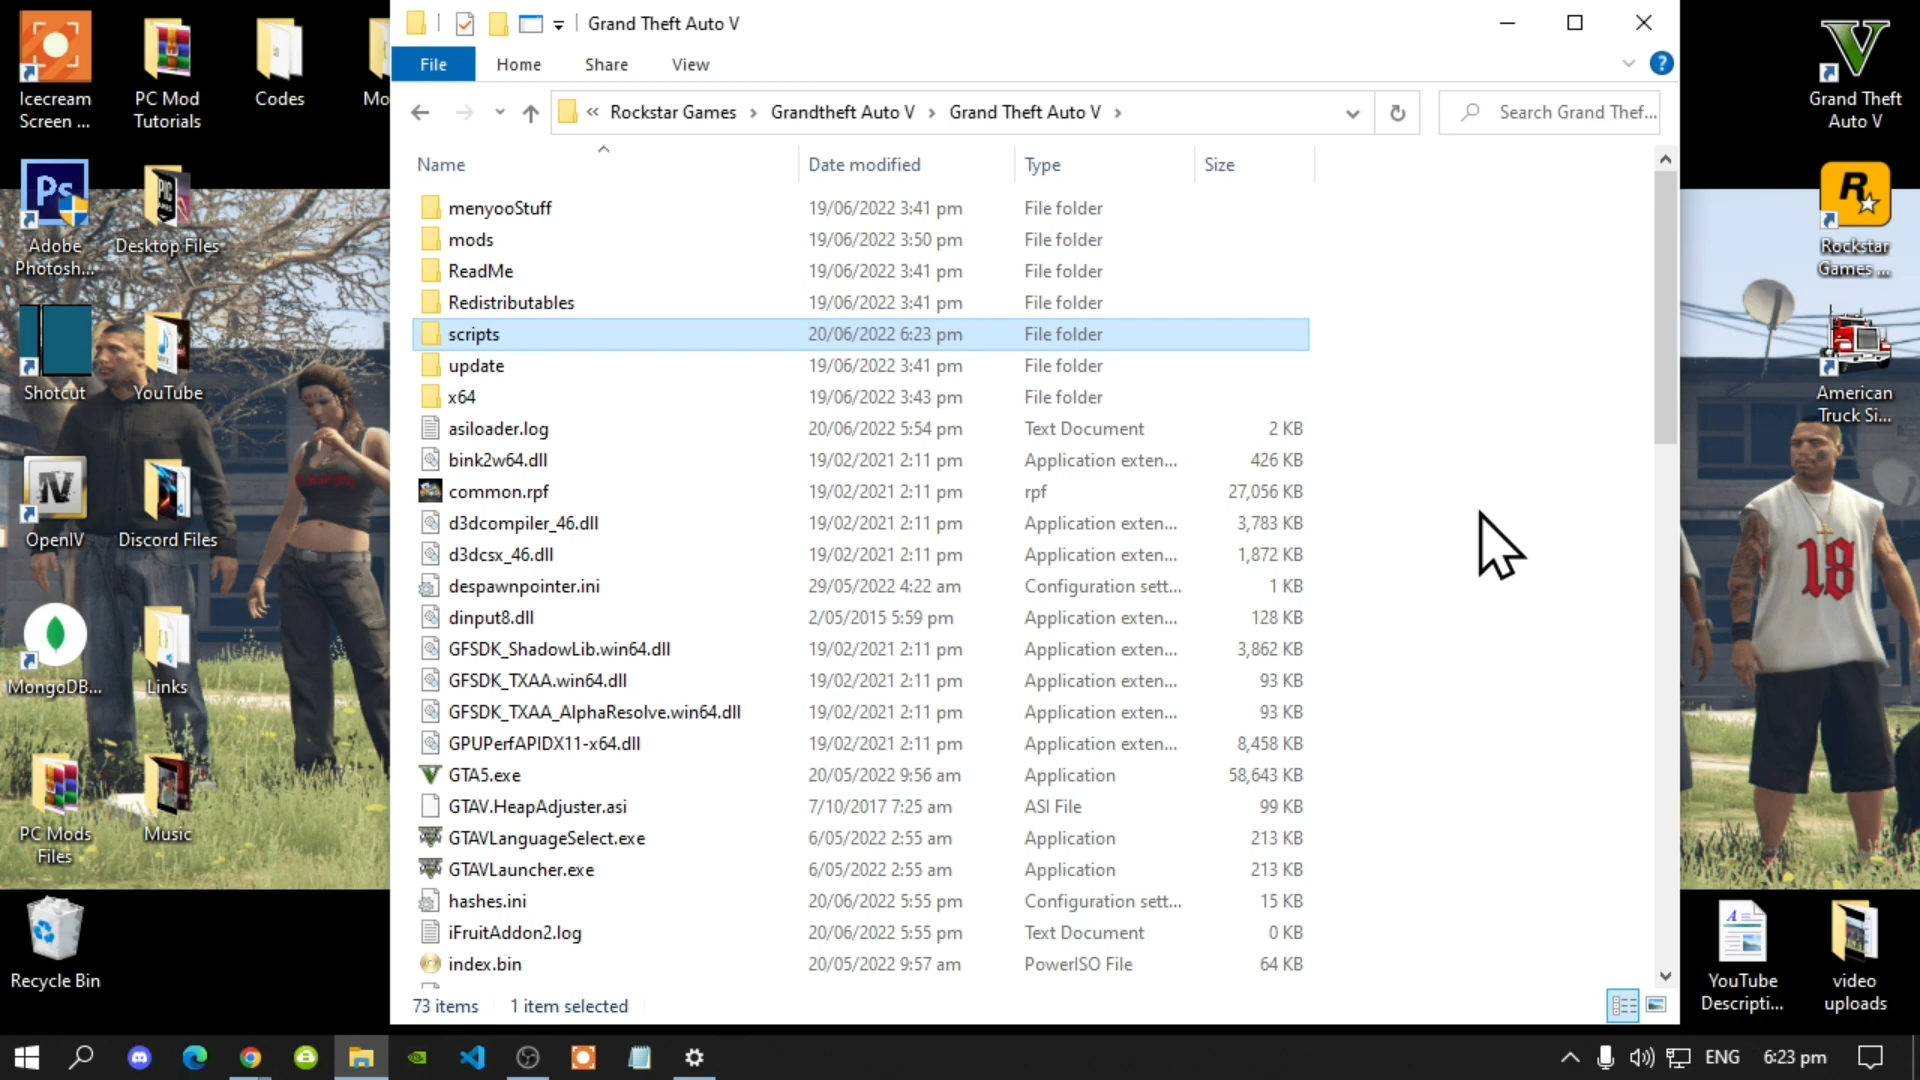 Grand Theft Auto V
File Home Share View
« Rockstar Games › Grandtheft Auto V › Grand Theft Auto V ›
Search Grand Thef...
Name Date modified Type Size
menyooStuff 19/06/2022 3:41 pm File folder
mods 19/06/2022 3:50 pm File folder
ReadMe 19/06/2022 3:41 pm File folder
Redistributables 19/06/2022 3:41 pm File folder
scripts 20/06/2022 6:23 pm File folder
update 19/06/2022 3:41 pm File folder
x64 19/06/2022 3:43 pm File folder
asiloader.log 20/06/2022 5:54 pm Text Document 2 KB
bink2w64.dll 19/02/2021 2:11 pm Application exten... 426 KB
common.rpf 19/02/2021 2:11 pm rpf 27,056 KB
d3dcompiler_46.dll 19/02/2021 2:11 pm Application exten... 3,783 KB
d3dcsx_46.dll 19/02/2021 2:11 pm Application exten... 1,872 KB
despawnpointer.ini 29/05/2022 4:22 am Configuration sett... 1 KB
dinput8.dll 2/05/2015 5:59 pm Application exten... 128 KB
GFSDK_ShadowLib.win64.dll 19/02/2021 2:11 pm Application exten... 3,862 KB
GFSDK_TXAA.win64.dll 19/02/2021 2:11 pm Application exten... 93 KB
GFSDK_TXAA_AlphaResolve.win64.dll 19/02/2021 2:11 pm Application exten... 93 KB
GPUPerfAPIDX11-x64.dll 19/02/2021 2:11 pm Application exten... 8,458 KB
GTA5.exe 20/05/2022 9:56 am Application 58,643 KB
GTAV.HeapAdjuster.asi 7/10/2017 7:25 am ASI File 99 KB
GTAVLanguageSelect.exe 6/05/2022 2:55 am Application 213 KB
GTAVLauncher.exe 6/05/2022 2:55 am Application 213 KB
hashes.ini 20/06/2022 5:55 pm Configuration sett... 15 KB
iFruitAddon2.log 20/06/2022 5:55 pm Text Document 0 KB
index.bin 20/05/2022 9:57 am PowerISO File 64 KB
73 items 1 item selected
Icecream
Screen ...
PC Mod
Tutorials
Codes
Mo
Ps
Adobe
Photosh...
Desktop Files
Shotcut
YouTube
IV
OpenIV
Discord Files
MongoDB...
Links
PC Mods
Files
Music
Recycle Bin
Grand Theft
Auto V
R
Rockstar
Games ...
American
Truck Si...
18
YouTube
Descripti...
video
uploads
ENG 6:23 pm